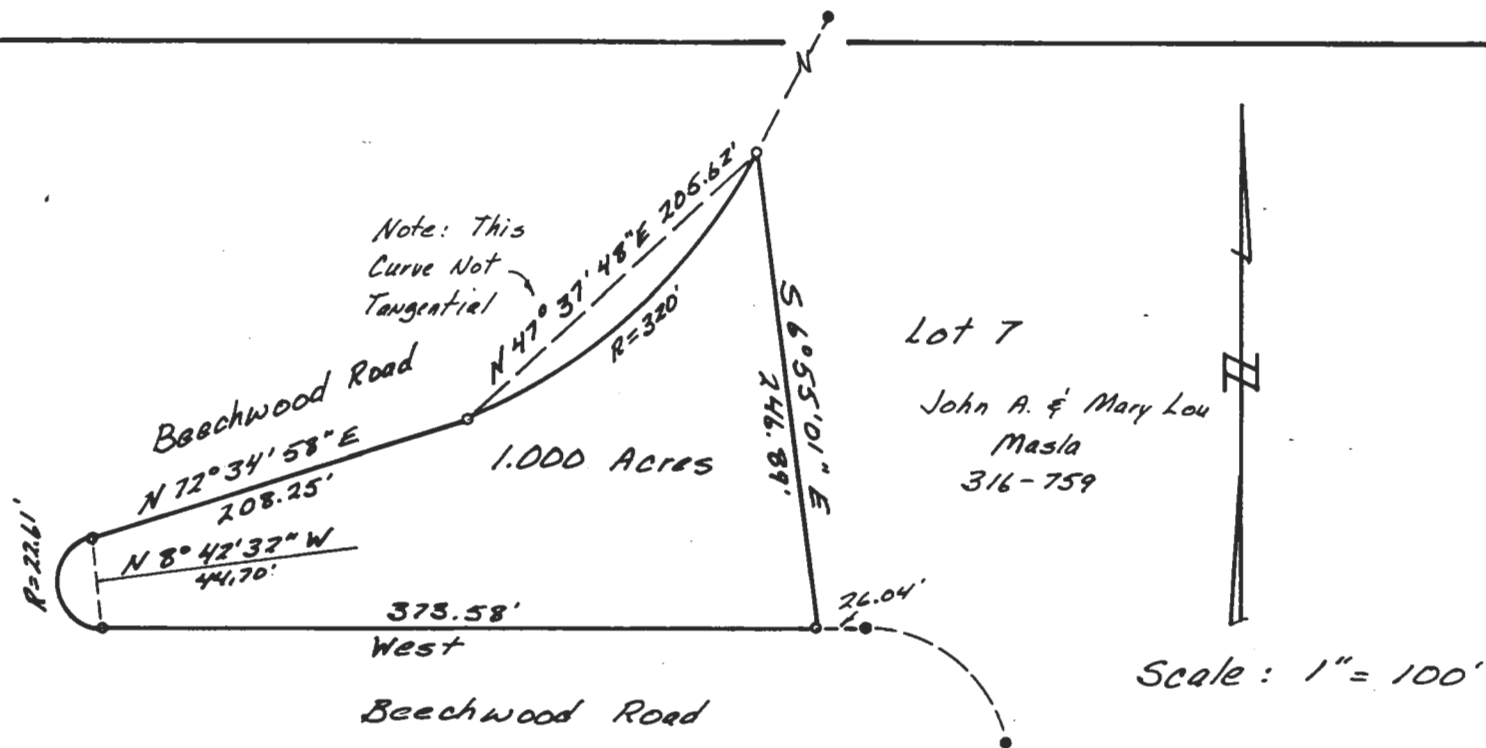 N
Note: This
Curve Not
Tangential
N 47° 37' 48" E 205.62'
R=320'
Beechwood Road
N 72° 34' 58" E
208.25'
1.000 Acres
S 6° 55' 01" E
246.89'
Lot 7
John A. & Mary Lou
Masla
316-759
N 8° 42' 32" W
44.70'
R=22.61'
373.58'
West
26.04'
Beechwood Road
N
Scale: 1" = 100'